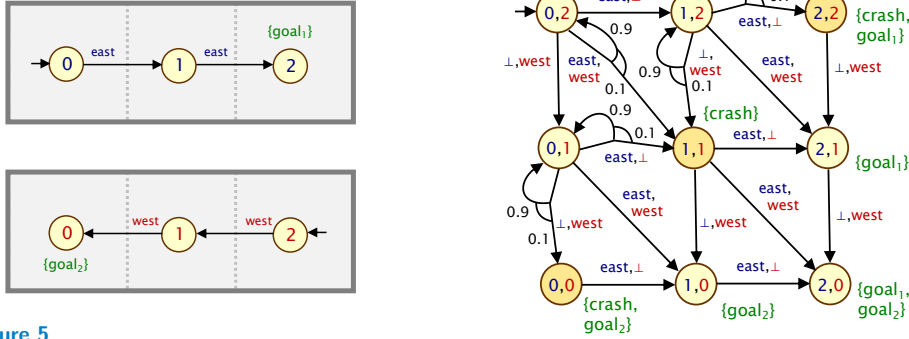 {goal₁}
0 east 1 east 2
0 west 1 west 2
{goal₂}
ure 5
east,⊥
0,2 1,2 east,⊥ 2,2 {crash,
goal₁}
0.9
⊥,west east,
west 0.9 ⊥,
west east,
west ⊥,west
0.1 0.1
0.9 {crash}
0.1 east,⊥
0,1 east,⊥ 1,1 2,1 {goal₁}
0.9 ⊥,west east,
west ⊥,west east,
west ⊥,west
0.1
east,⊥ east,⊥
0,0 1,0 2,0 {goal₁,
goal₂}
{crash,
goal₂} {goal₂}